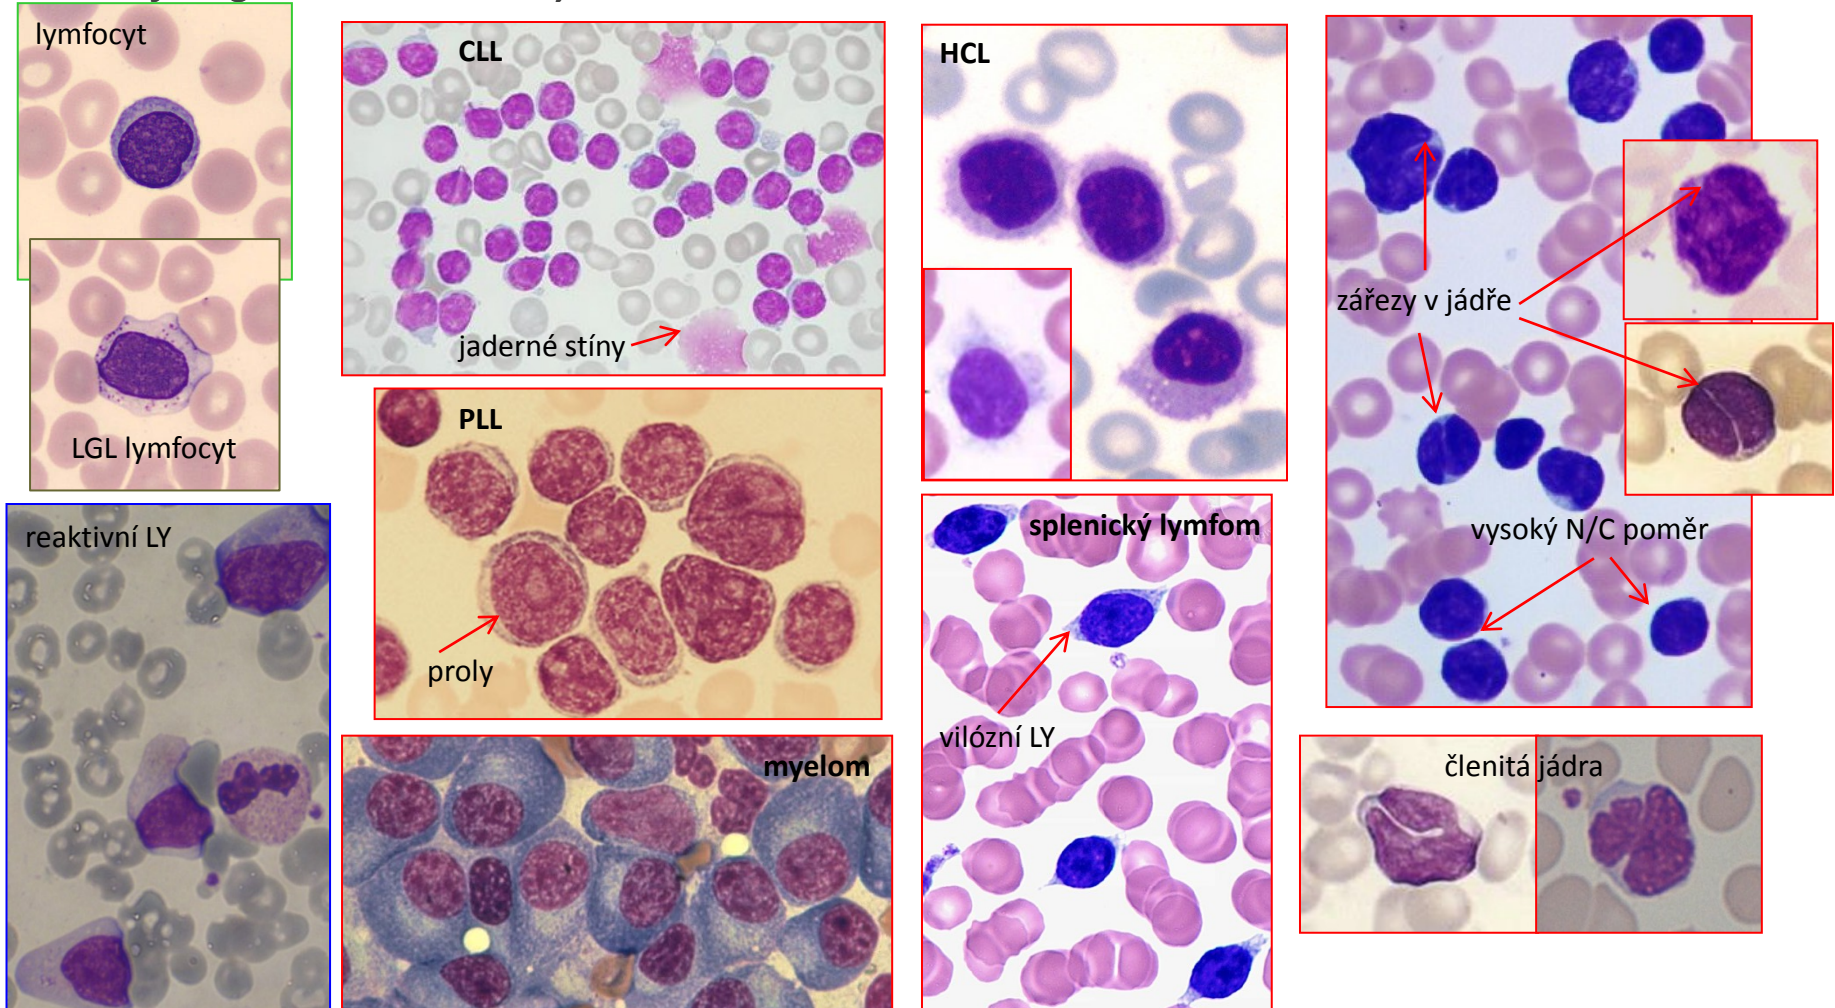 lymfocyt
LGL lymfocyt
reaktivní LY
CLL
jaderné stíny
PLL
proly
myelom
HCL
splenický lymfom
vilózní LY
zářezy v jádře
vysoký N/C poměr
členitá jádra